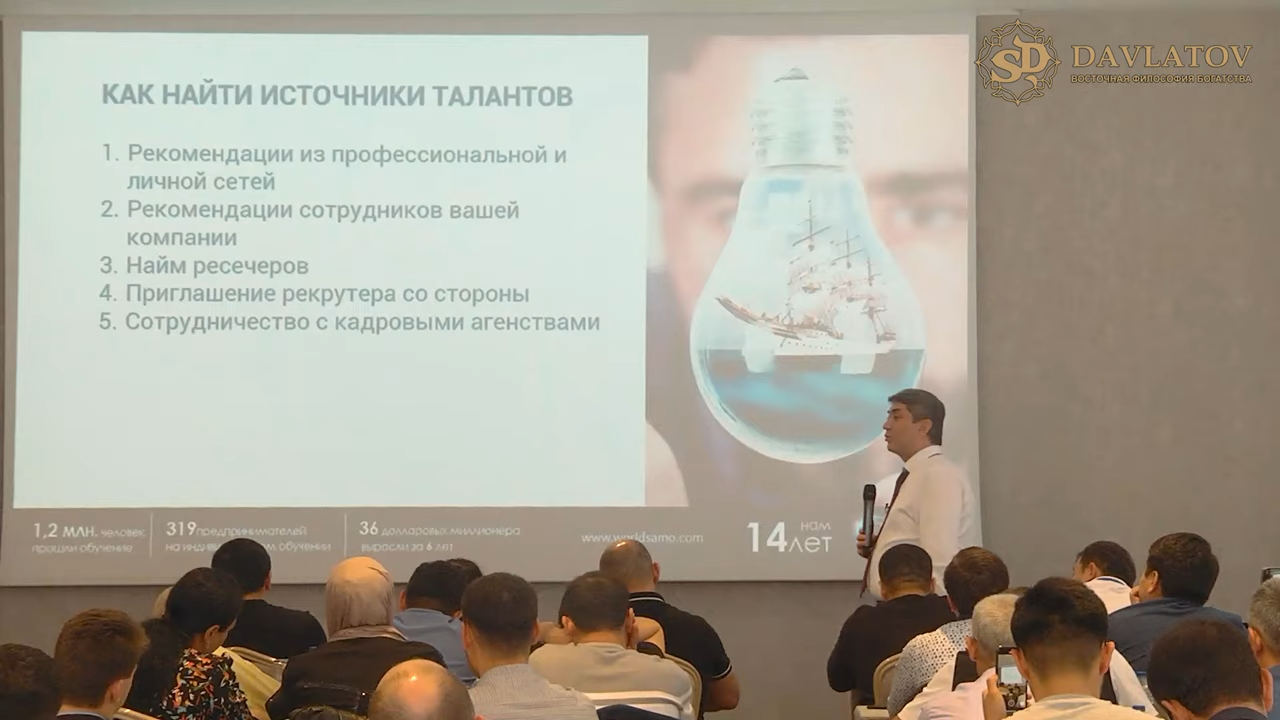 DAVLATOV
ВОСТОЧНАЯ ФИЛОСОФИЯ БОГАТСТВА
КАК НАЙТИ ИСТОЧНИКИ ТАЛАНТОВ
1. Рекомендации из профессиональной и
личной сетей
2. Рекомендации сотрудников вашей
компании
3. Найм ресечеров
4. Приглашение рекрутера со стороны
5. Сотрудничество с кадровыми агенствами
1,2 МЛН. человек
прошли обучение
319 предпринимателей
на обучении
36 долларовых миллионера
выросли за 6 лет
www.worldsamo.com
14 нам
лет